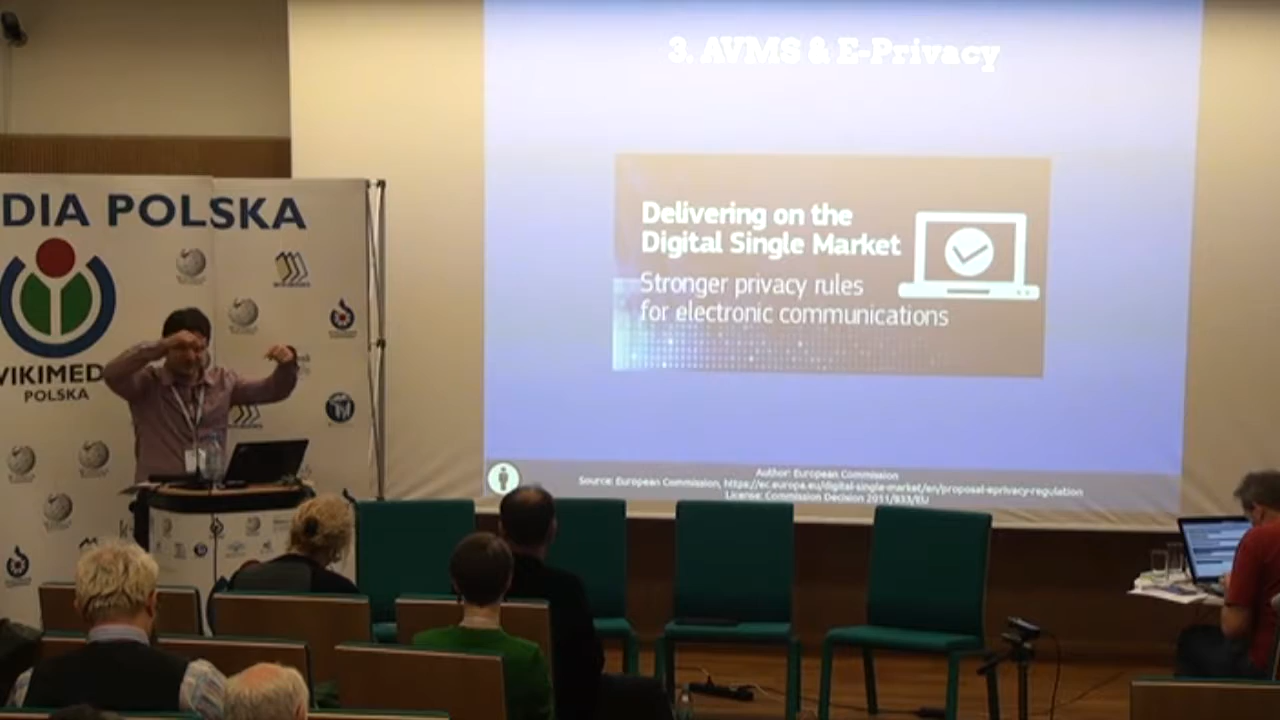 3. AVMS & E-Privacy
Delivering on the
Digital Single Market
Stronger privacy rules
for electronic communications
Author: European Commission
Source: European Commission, https://ec.europa.eu/digital-single-market/en/proposal-eprivacy-regulation
License: Commission Decision 2011/833/EU
DIA POLSKA
VIKIMED
POLSKA